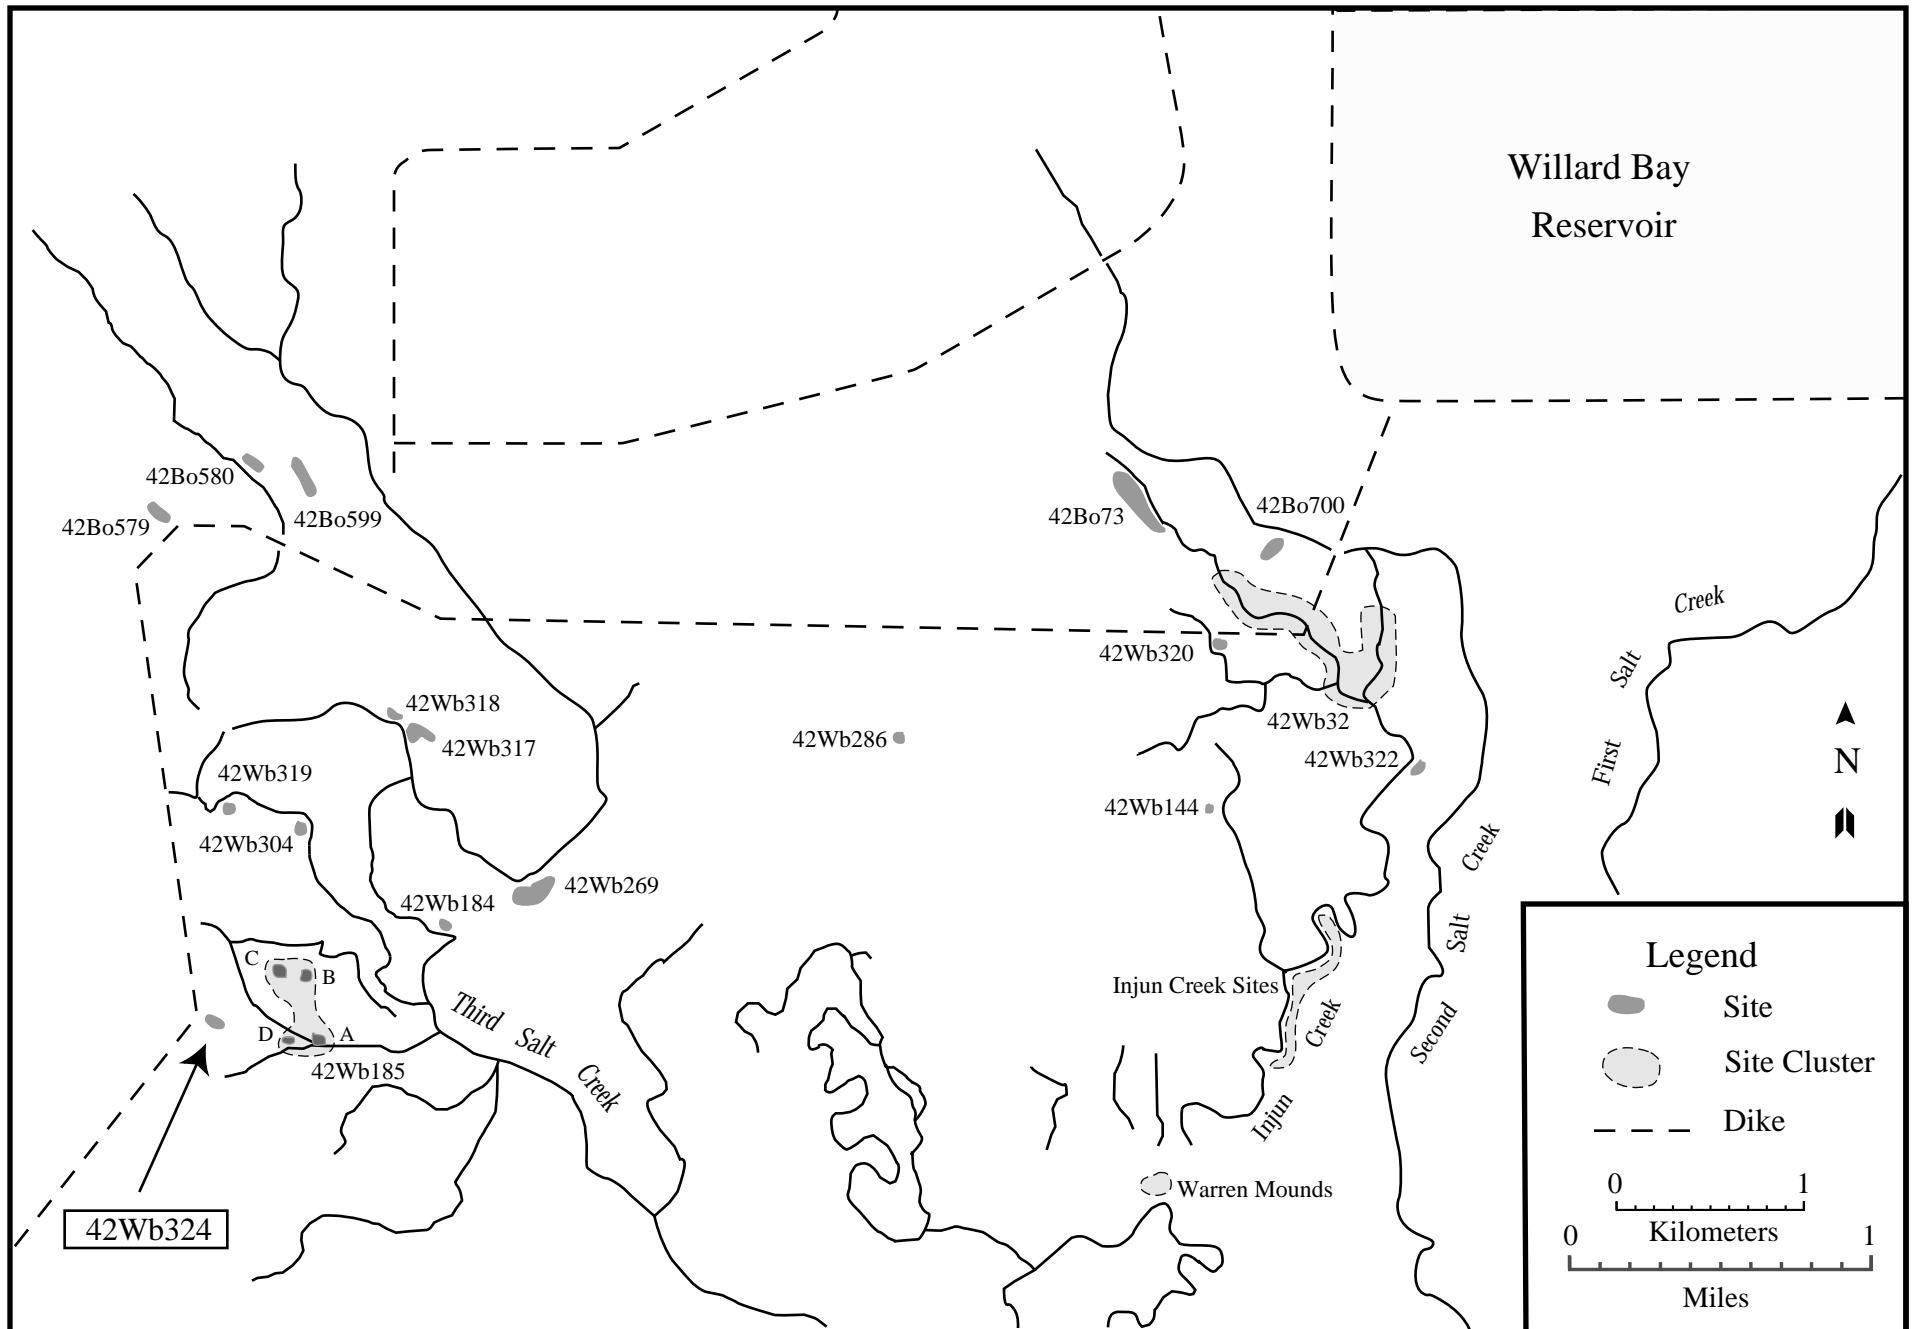 Willard Bay
Reservoir
42Bo580
42Bo579
42Bo599
42Bo73
42Bo700
Creek
Salt
First
42Wb320
42Wb32
42Wb318
42Wb317
42Wb286
42Wb322
42Wb319
42Wb144
42Wb304
N
Creek
Salt
Second
42Wb269
42Wb184
C
B
D
A
42Wb185
Third
Salt
Creek
Injun Creek Sites
Creek
Injun
Warren Mounds
42Wb324
Legend
Site
Site Cluster
Dike
0 1
Kilometers
0 1
Miles